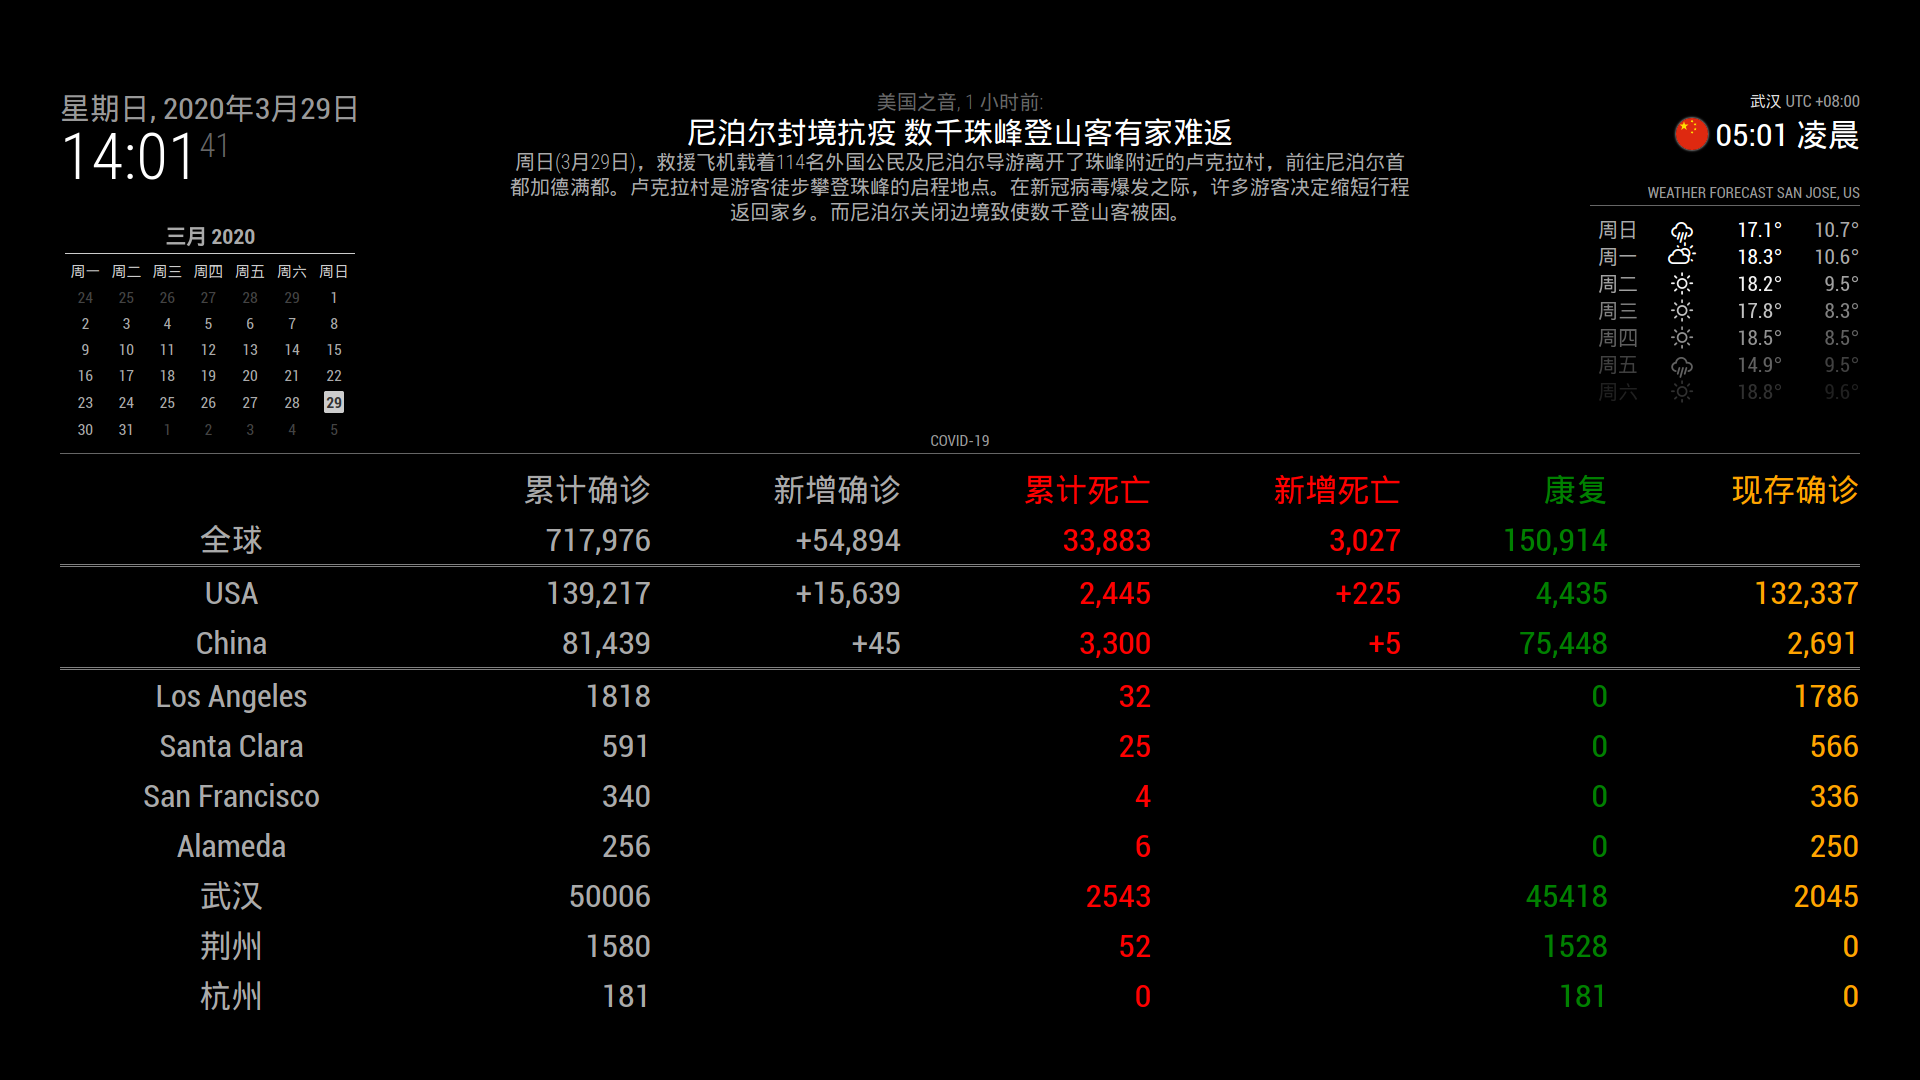 星期日, 2020年3月29日
14:01 41
三月 2020
周一 周二 周三 周四 周五 周六 周日
24 25 26 27 28 29 1
2 3 4 5 6 7 8
9 10 11 12 13 14 15
16 17 18 19 20 21 22
23 24 25 26 27 28 29
30 31 1 2 3 4 5
美国之音, 1 小时前:
尼泊尔封境抗疫 数千珠峰登山客有家难返
周日(3月29日)，救援飞机载着114名外国公民及尼泊尔导游离开了珠峰附近的卢克拉村，前往尼泊尔首
都加德满都。卢克拉村是游客徒步攀登珠峰的启程地点。在新冠病毒爆发之际，许多游客决定缩短行程
返回家乡。而尼泊尔关闭边境致使数千登山客被困。
武汉 UTC +08:00
05:01 凌晨
WEATHER FORECAST SAN JOSE, US
周日 17.1° 10.7°
周一 18.3° 10.6°
周二 18.2° 9.5°
周三 17.8° 8.3°
周四 18.5° 8.5°
周五 14.9° 9.5°
周六 18.8° 9.6°
COVID-19
累计确诊 新增确诊 累计死亡 新增死亡 康复 现存确诊
全球 717,976 +54,894 33,883 3,027 150,914
USA 139,217 +15,639 2,445 +225 4,435 132,337
China 81,439 +45 3,300 +5 75,448 2,691
Los Angeles 1818 32 0 1786
Santa Clara 591 25 0 566
San Francisco 340 4 0 336
Alameda 256 6 0 250
武汉 50006 2543 45418 2045
荆州 1580 52 1528 0
杭州 181 0 181 0